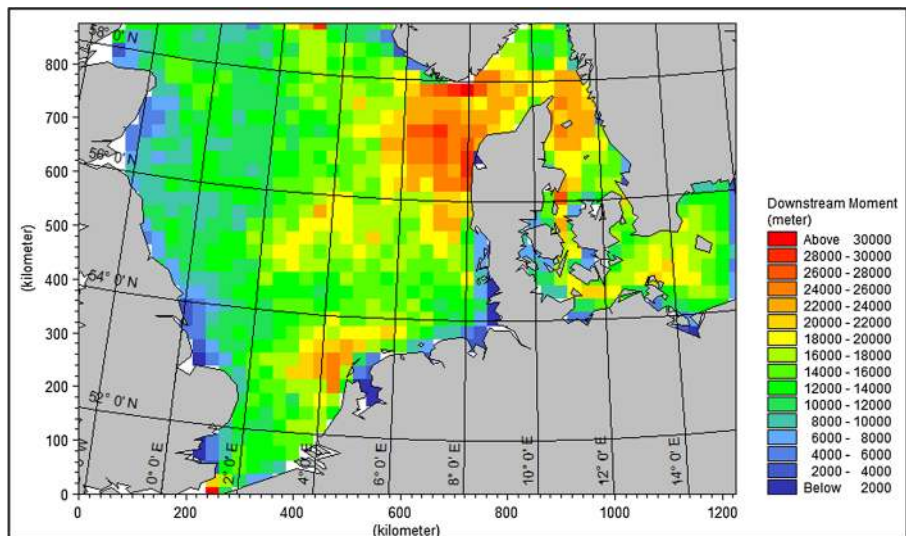 58° 0' N
56° 0' N
54° 0' N
52° 0' N
0° 0' E
2° 0' E
4° 0' E
6° 0' E
8° 0' E
10° 0' E
12° 0' E
14° 0' E
800
700
600
500
400
300
200
100
0
(kilometer)
0
200
400
600
800
1000
1200
(kilometer)
Downstream Moment
(meter)
Above 30000
28000 - 30000
26000 - 28000
24000 - 26000
22000 - 24000
20000 - 22000
18000 - 20000
16000 - 18000
14000 - 16000
12000 - 14000
10000 - 12000
8000 - 10000
6000 - 8000
4000 - 6000
2000 - 4000
Below 2000